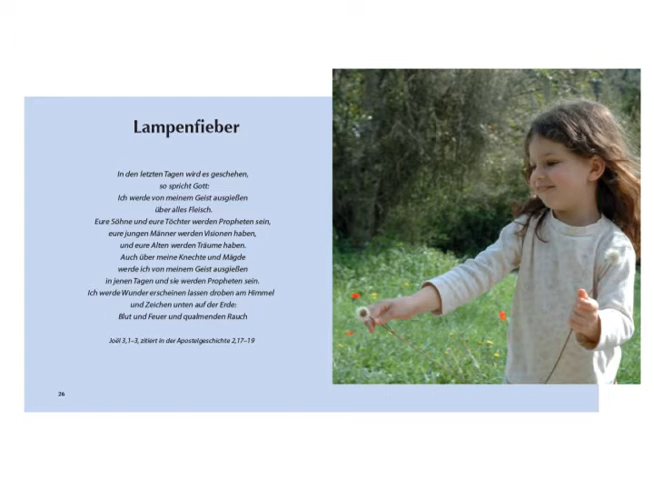 Lampenfieber
In den letzten Tagen wird es geschehen,
so spricht Gott:
Ich werde von meinem Geist ausgießen
über alles Fleisch.
Eure Söhne und eure Töchter werden Propheten sein,
eure jungen Männer werden Visionen haben,
und eure Alten werden Träume haben.
Auch über meine Knechte und Mägde
werde ich von meinem Geist ausgießen
in jenen Tagen und sie werden Propheten sein.
Ich werde Wunder erscheinen lassen droben am Himmel
und Zeichen unten auf der Erde:
Blut und Feuer und qualmenden Rauch
Joël 3,1–3, zitiert in der Apostelgeschichte 2,17–19
26